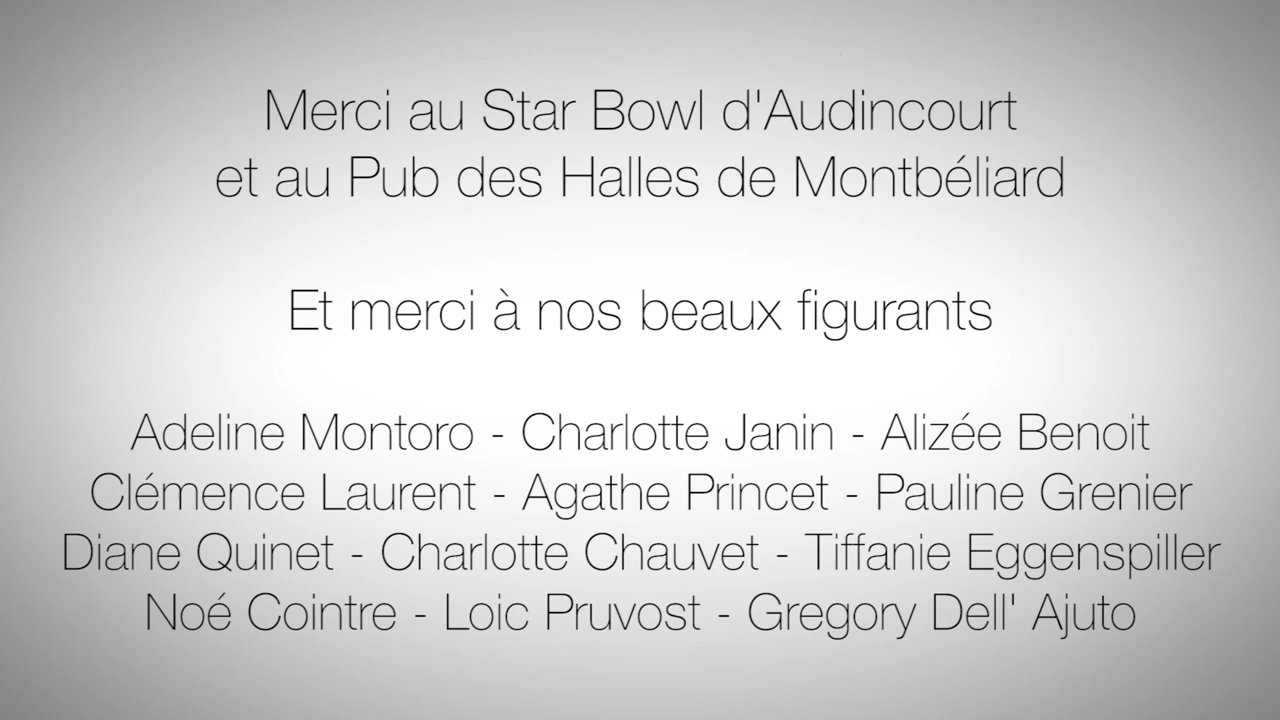 Merci au Star Bowl d'Audincourt
et au Pub des Halles de Montbéliard
Et merci à nos beaux figurants
Adeline Montoro - Charlotte Janin - Alizée Benoit
Clémence Laurent - Agathe Princet - Pauline Grenier
Diane Quinet - Charlotte Chauvet - Tiffanie Eggenspiller
Noé Cointre - Loic Pruvost - Gregory Dell' Ajuto